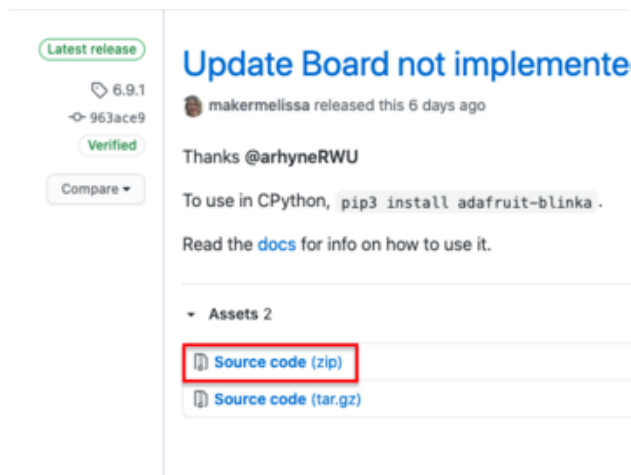 Latest release
6.9.1
963ace9
Verified
Compare
Update Board not implemente
makermelissa released this 6 days ago
Thanks @arhyneRWU
To use in CPython, pip3 install adafruit-blinka .
Read the docs for info on how to use it.
Assets 2
Source code (zip)
Source code (tar.gz)